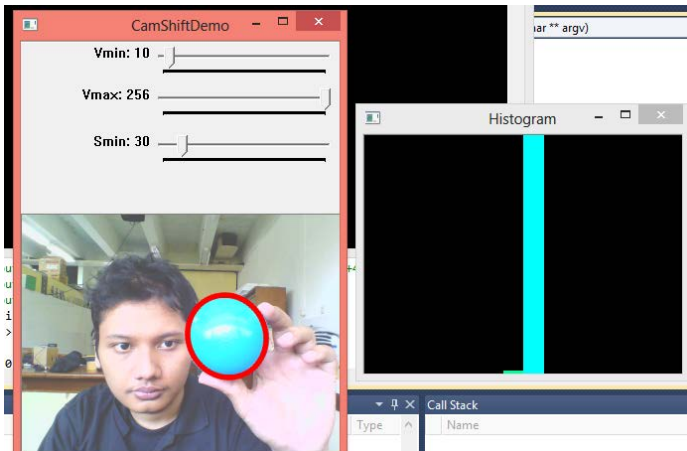 CamShiftDemo
Vmin: 10
Vmax: 256
Smin: 30
Histogram
ar ** argv)
Type
Call Stack
Name